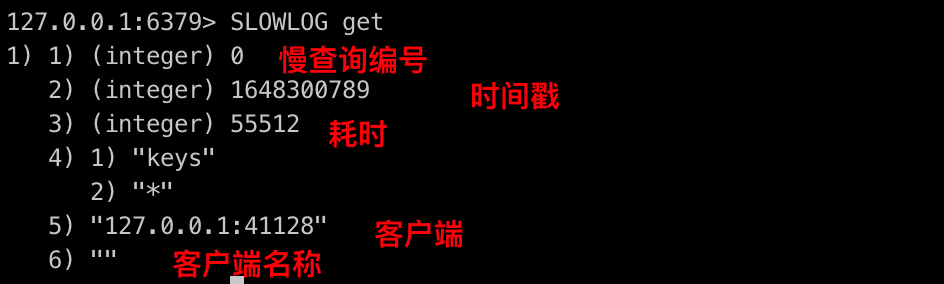 127.0.0.1:6379> SLOWLOG get
1) 1) (integer) 0 慢查询编号
2) (integer) 1648300789 时间戳
3) (integer) 55512 耗时
4) 1) "keys"
2) "*"
5) "127.0.0.1:41128" 客户端
6) "" 客户端名称